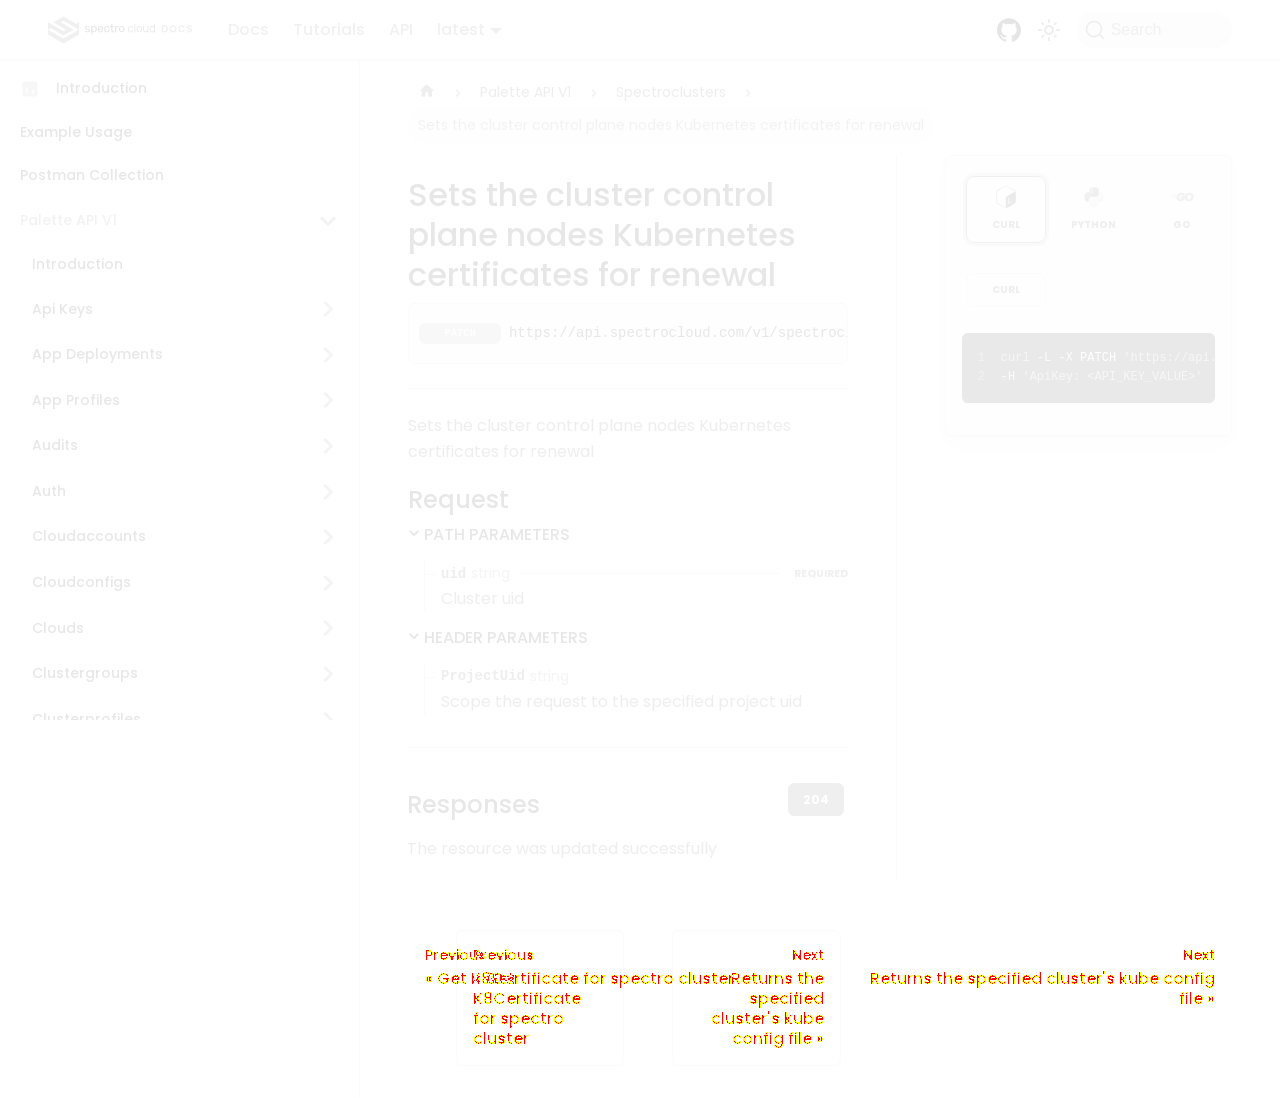 spectro cloud DOCS Docs Tutorials API latest Search
Introduction
Example Usage
Postman Collection
Palette API V1
Introduction
Api Keys
App Deployments
App Profiles
Audits
Auth
Cloudaccounts
Cloudconfigs
Clouds
Clustergroups
Clusterprofiles
Palette API V1 Spectroclusters
Sets the cluster control plane nodes Kubernetes certificates for renewal
Sets the cluster control
plane nodes Kubernetes
certificates for renewal
PATCH https://api.spectrocloud.com/v1/spectrocl
Sets the cluster control plane nodes Kubernetes
certificates for renewal
Request
PATH PARAMETERS
uid string REQUIRED
Cluster uid
HEADER PARAMETERS
ProjectUid string
Scope the request to the specified project uid
Responses
204
The resource was updated successfully
CURL PYTHON GO
CURL
1 curl -L -X PATCH 'https://api.
2 -H 'ApiKey: <API_KEY_VALUE>'
Previous
« Get K8Certificate for spectro cluster
Previous
« Get
K8Certificate
for spectro
cluster
Next
Returns the
specified
cluster's kube
config file »
Next
Returns the specified cluster's kube config
file »